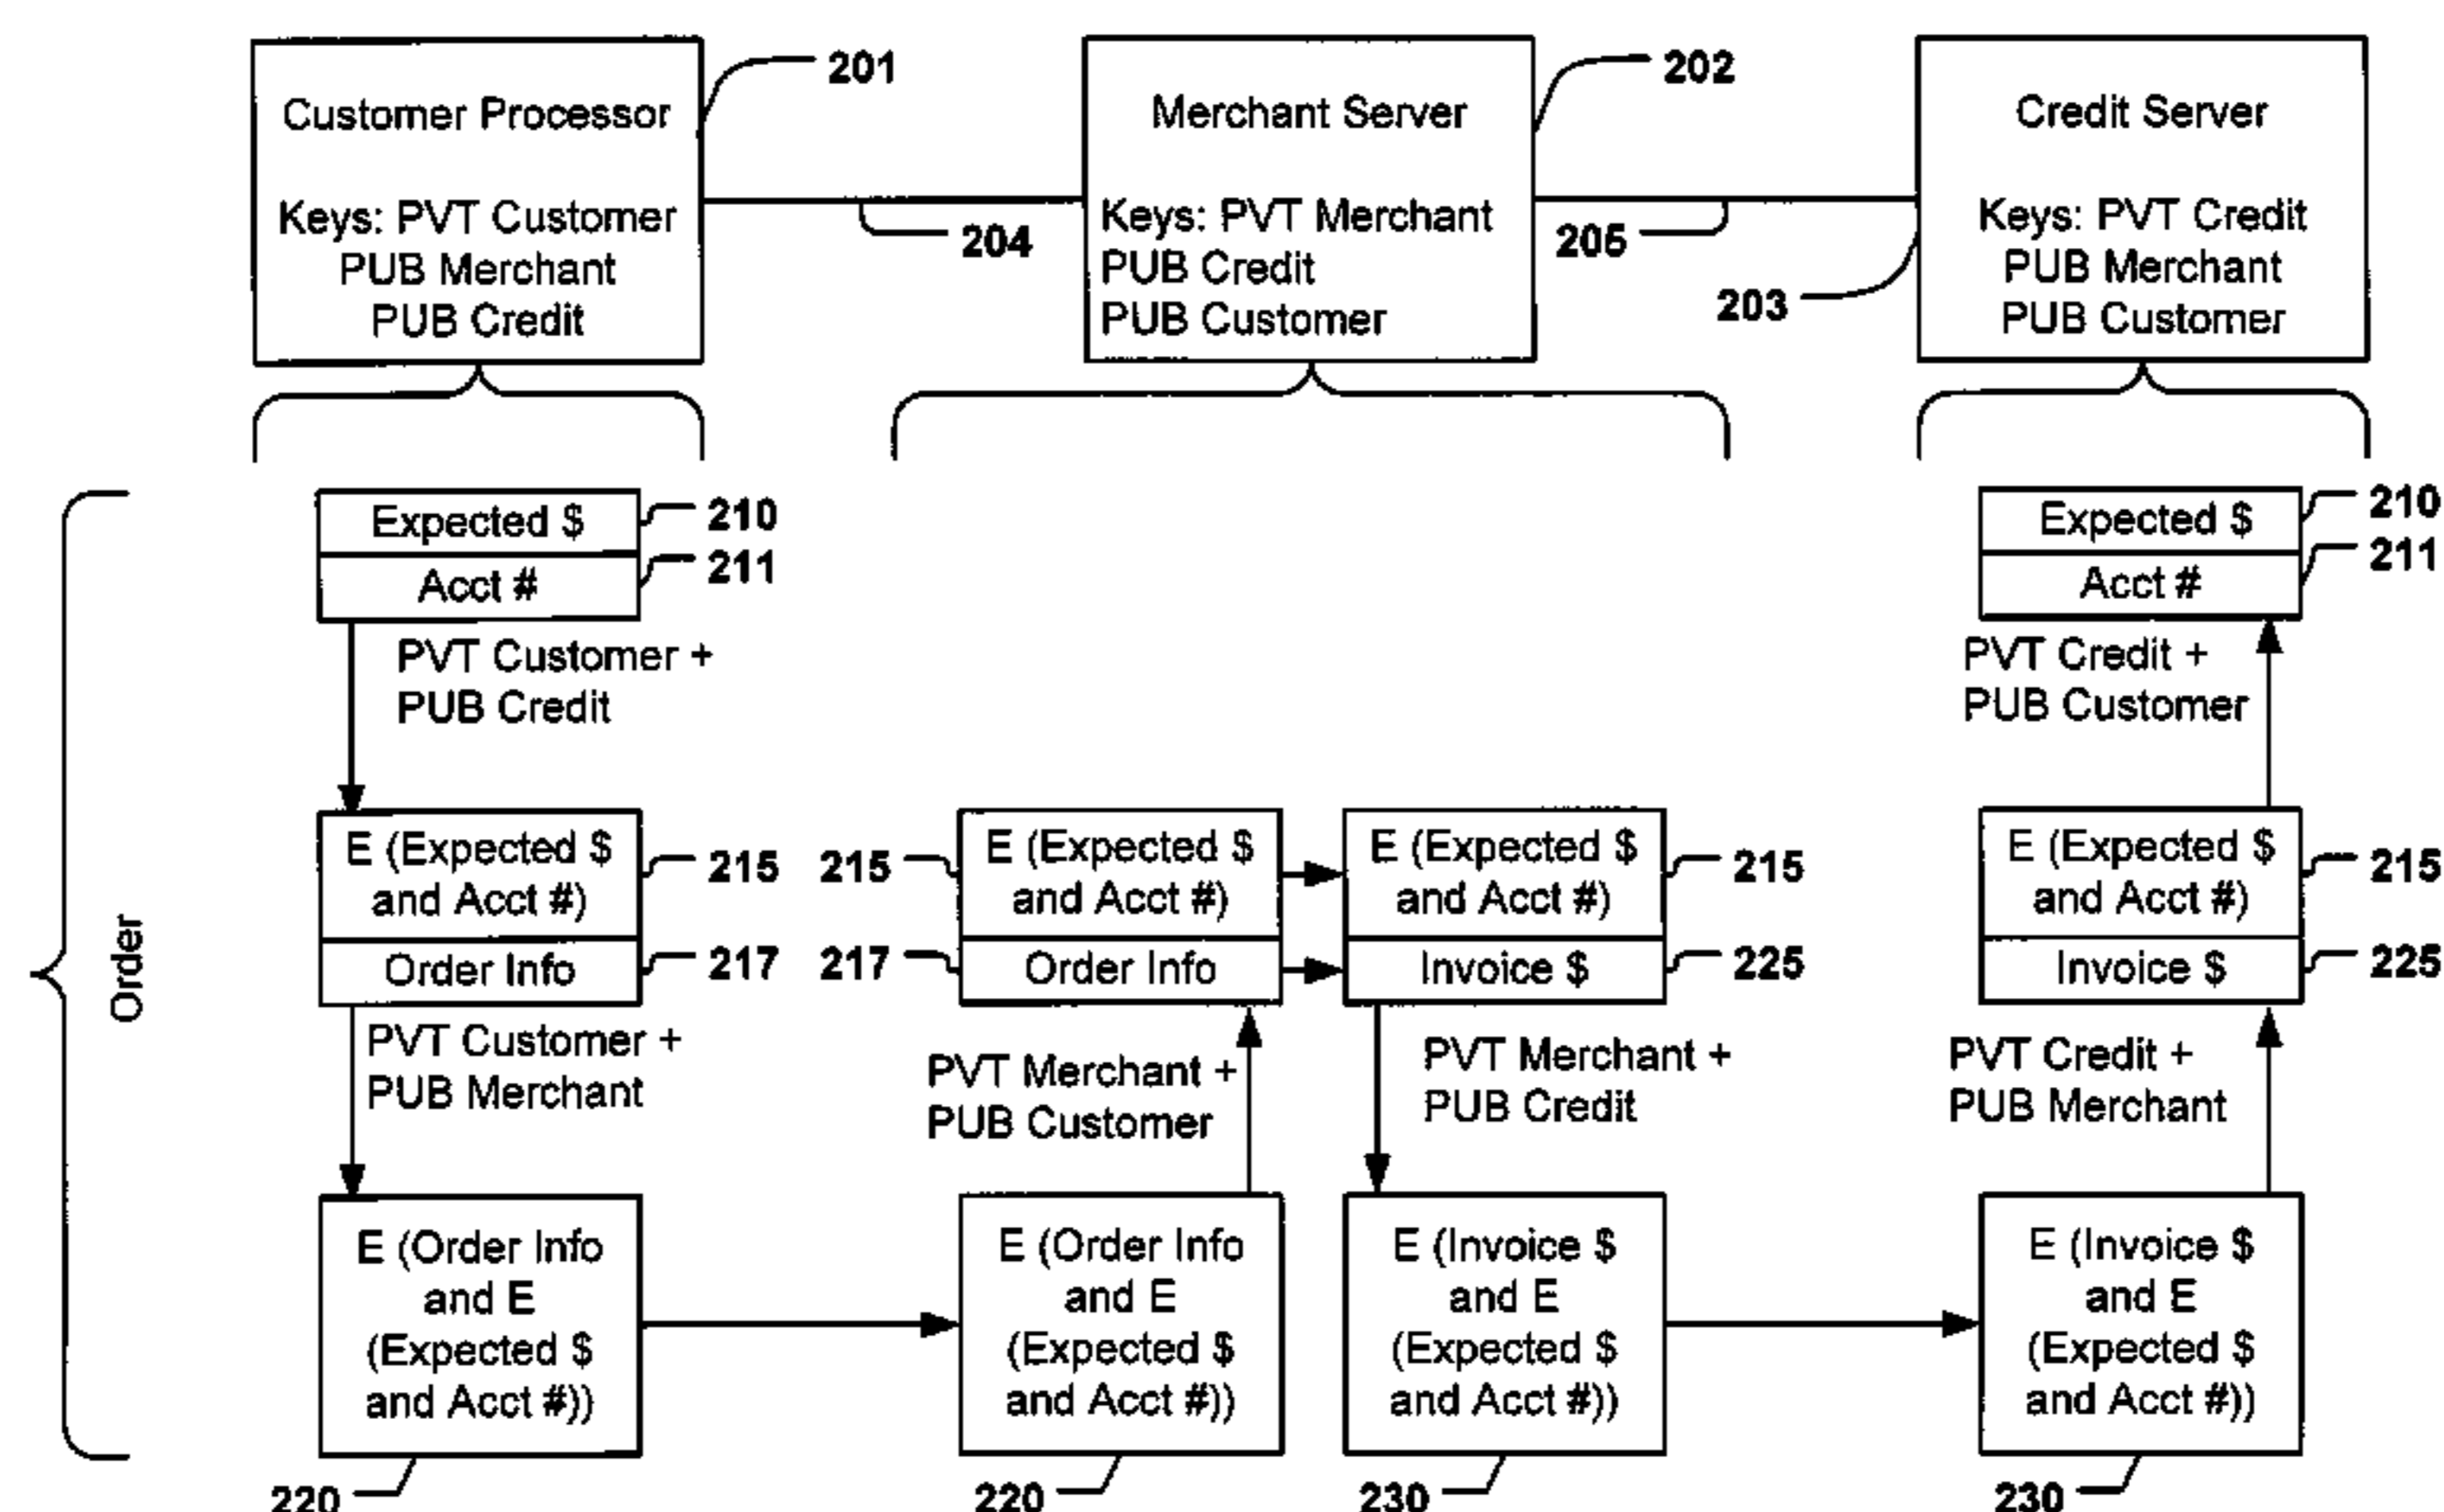 201
202
Customer Processor
Merchant Server
Credit Server
Keys: PVT Customer
PUB Merchant
PUB Credit
204
Keys: PVT Merchant
PUB Credit
PUB Customer
205
203
Keys: PVT Credit
PUB Merchant
PUB Customer
Order
Expected $
210
Acct #
211
PVT Customer +
PUB Credit
Expected $
210
Acct #
211
PVT Credit +
PUB Customer
E (Expected $
and Acct #)
215
Order Info
217
215
E (Expected $
and Acct #)
217
Order Info
E (Expected $
and Acct #)
215
Invoice $
225
E (Expected $
and Acct #)
215
Invoice $
225
PVT Customer +
PUB Merchant
PVT Merchant +
PUB Customer
PVT Merchant +
PUB Credit
PVT Credit +
PUB Merchant
E (Order Info
and E
(Expected $
and Acct #))
220
E (Order Info
and E
(Expected $
and Acct #))
220
E (Invoice $
and E
(Expected $
and Acct #))
230
E (Invoice $
and E
(Expected $
and Acct #))
230